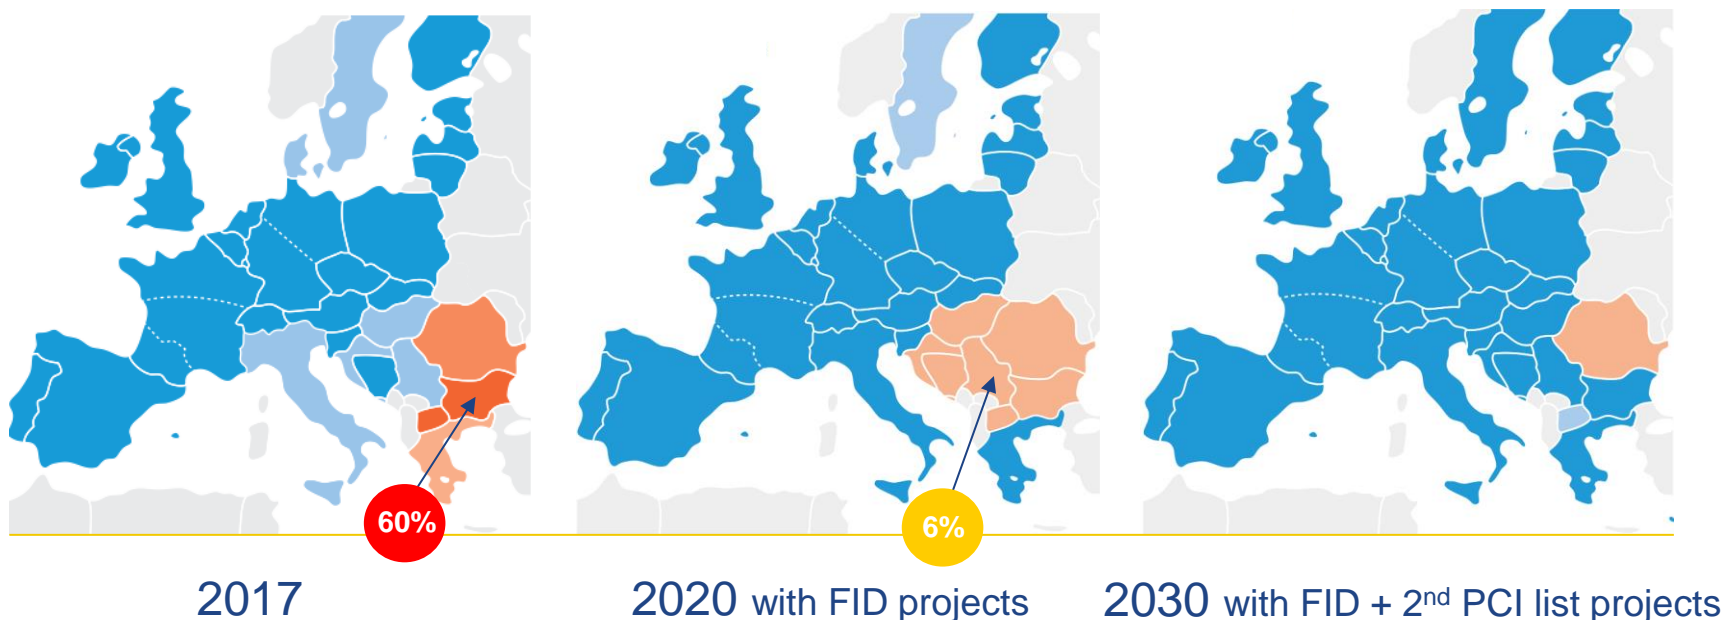 60%
6%
2017
2020 with FID projects
2030 with FID + 2nd PCI list projects